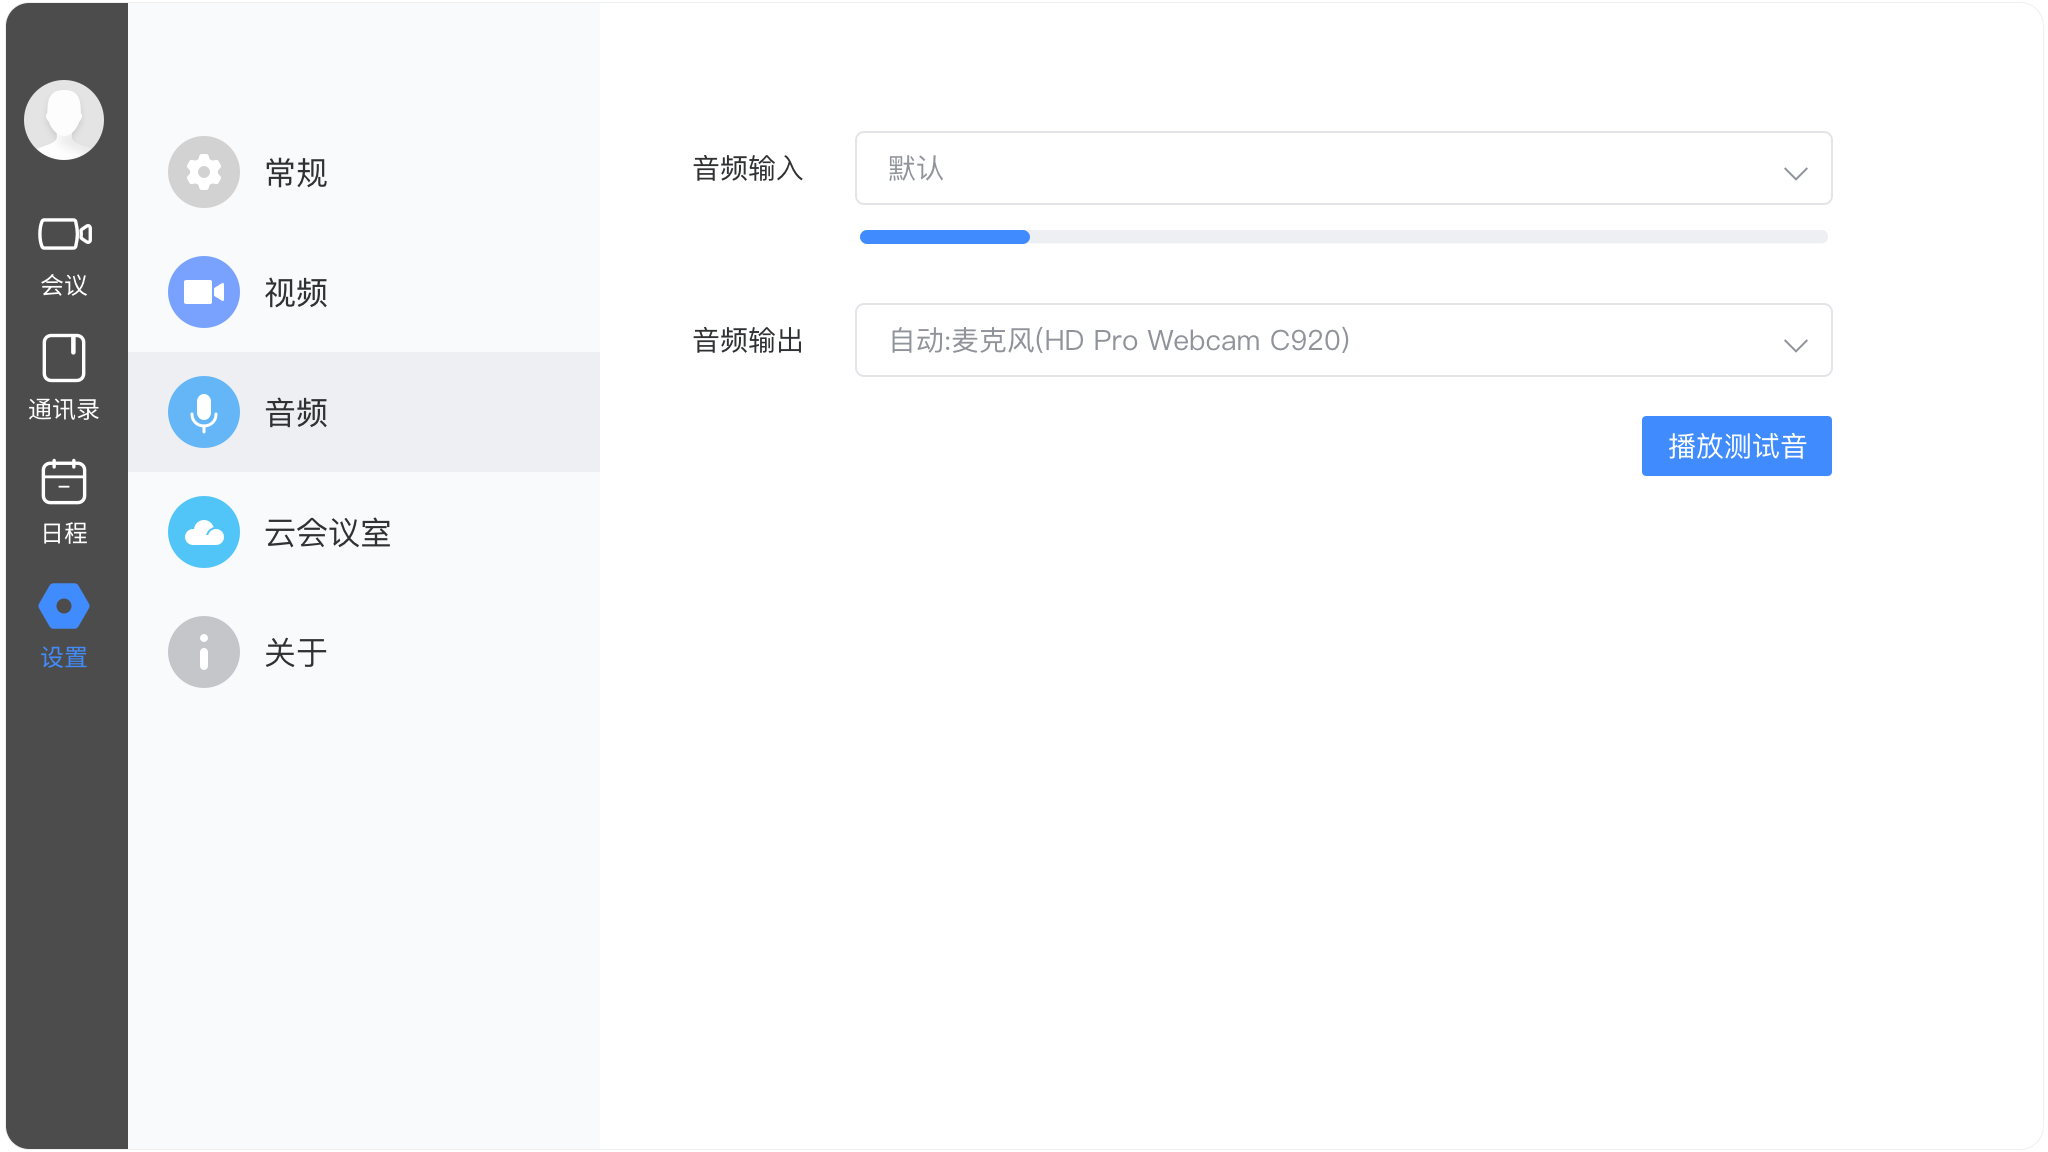 会议
通讯录
日程
设置
常规
视频
音频
云会议室
关于
音频输入
默认
音频输出
自动:麦克风(HD Pro Webcam C920)
播放测试音